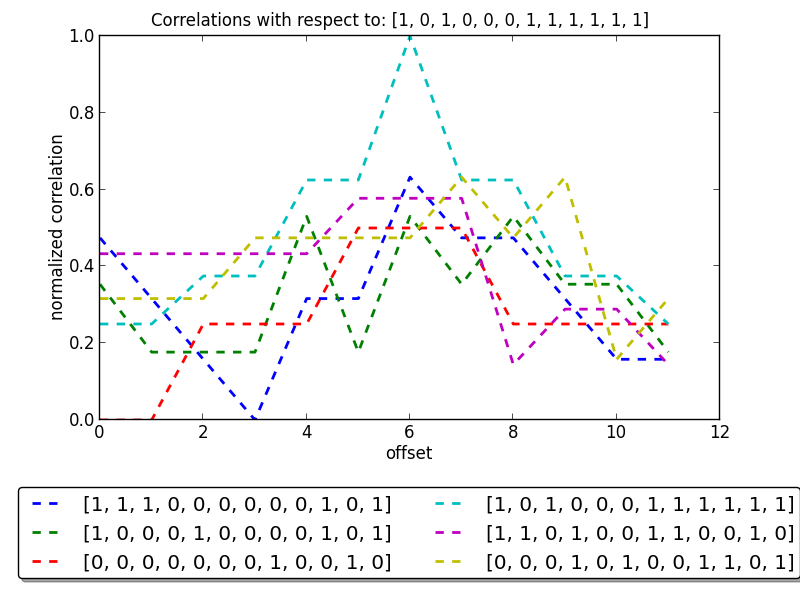 Correlations with respect to: [1, 0, 1, 0, 0, 0, 1, 1, 1, 1, 1, 1]
1.0
0.8
0.6
0.4
0.2
0.0
normalized correlation
0 2 4 6 8 10 12
offset
[1, 1, 1, 0, 0, 0, 0, 0, 0, 1, 0, 1]
[1, 0, 0, 0, 1, 0, 0, 0, 0, 1, 0, 1]
[0, 0, 0, 0, 0, 0, 0, 1, 0, 0, 1, 0]
[1, 0, 1, 0, 0, 0, 1, 1, 1, 1, 1, 1]
[1, 1, 0, 1, 0, 0, 1, 1, 0, 0, 1, 0]
[0, 0, 0, 1, 0, 1, 0, 0, 1, 1, 0, 1]